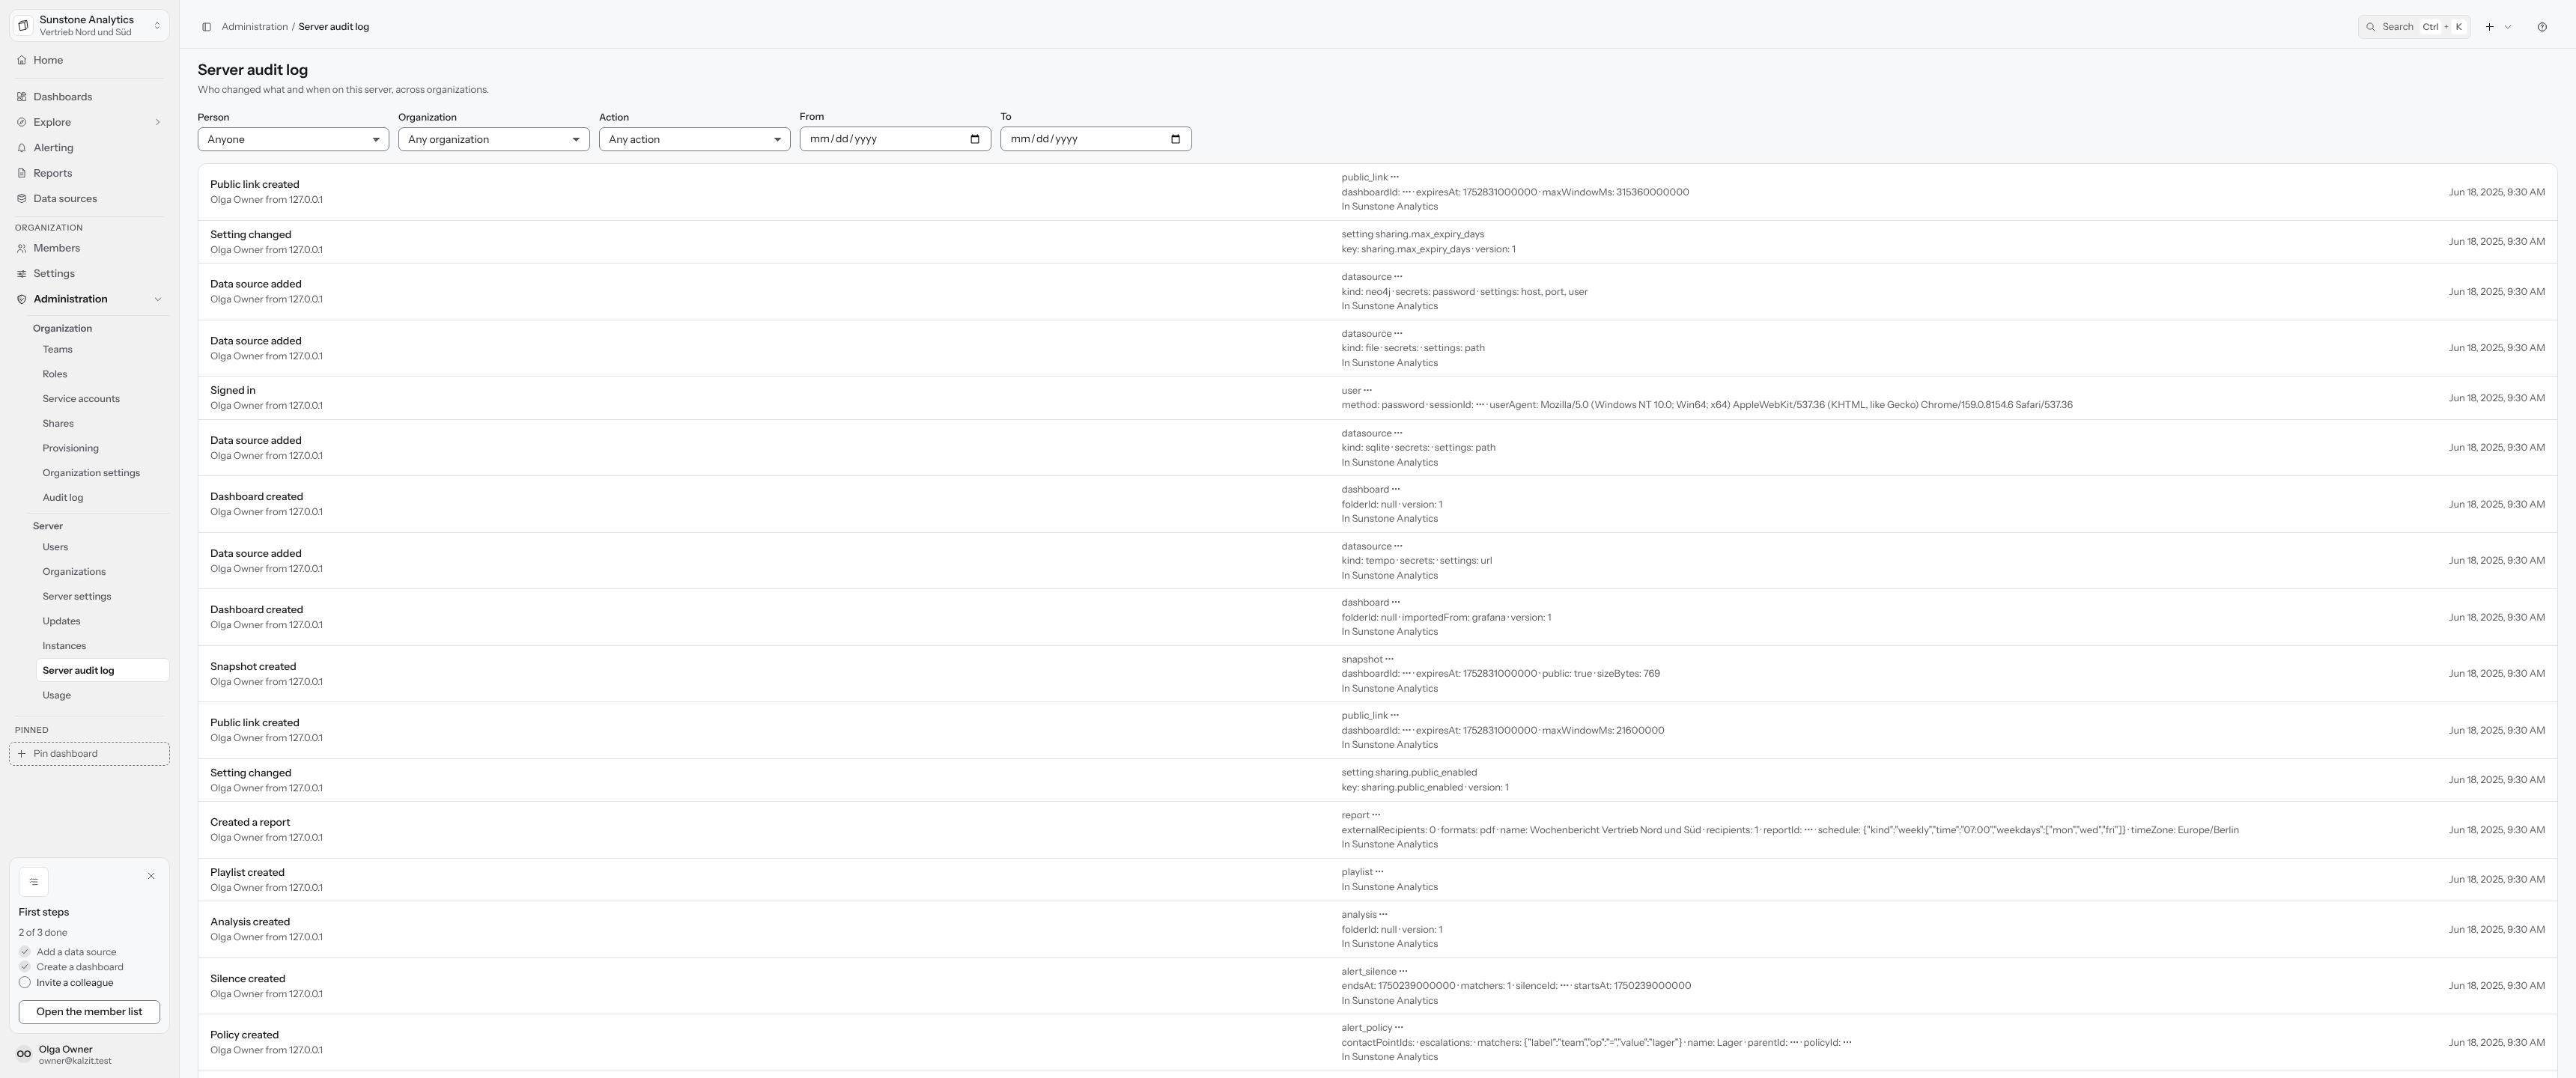 Sunstone Analytics
Vertrieb Nord und Süd
Home
Dashboards
Explore
Alerting
Reports
Data sources
ORGANIZATION
Members
Settings
Administration
Organization
Teams
Roles
Service accounts
Shares
Provisioning
Organization settings
Audit log
Server
Users
Organizations
Server settings
Updates
Instances
Server audit log
Usage
PINNED
Pin dashboard
First steps
2 of 3 done
Add a data source
Create a dashboard
Invite a colleague
Open the member list
OO
Olga Owner
owner@kalzit.test
Administration / Server audit log
Search Ctrl + K
Server audit log
Who changed what and when on this server, across organizations.
Person
Anyone
Organization
Any organization
Action
Any action
From
mm/dd/yyyy
To
mm/dd/yyyy
Public link created
Olga Owner from 127.0.0.1
public_link ···
dashboardId: ··· · expiresAt: 1752831000000 · maxWindowMs: 315360000000
In Sunstone Analytics
Jun 18, 2025, 9:30 AM
Setting changed
Olga Owner from 127.0.0.1
setting sharing.max_expiry_days
key: sharing.max_expiry_days · version: 1
Jun 18, 2025, 9:30 AM
Data source added
Olga Owner from 127.0.0.1
datasource ···
kind: neo4j · secrets: password · settings: host, port, user
In Sunstone Analytics
Jun 18, 2025, 9:30 AM
Data source added
Olga Owner from 127.0.0.1
datasource ···
kind: file · secrets: · settings: path
In Sunstone Analytics
Jun 18, 2025, 9:30 AM
Signed in
Olga Owner from 127.0.0.1
user ···
method: password · sessionId: ··· · userAgent: Mozilla/5.0 (Windows NT 10.0; Win64; x64) AppleWebKit/537.36 (KHTML, like Gecko) Chrome/159.0.8154.6 Safari/537.36
Jun 18, 2025, 9:30 AM
Data source added
Olga Owner from 127.0.0.1
datasource ···
kind: sqlite · secrets: · settings: path
In Sunstone Analytics
Jun 18, 2025, 9:30 AM
Dashboard created
Olga Owner from 127.0.0.1
dashboard ···
folderId: null · version: 1
In Sunstone Analytics
Jun 18, 2025, 9:30 AM
Data source added
Olga Owner from 127.0.0.1
datasource ···
kind: tempo · secrets: · settings: url
In Sunstone Analytics
Jun 18, 2025, 9:30 AM
Dashboard created
Olga Owner from 127.0.0.1
dashboard ···
folderId: null · importedFrom: grafana · version: 1
In Sunstone Analytics
Jun 18, 2025, 9:30 AM
Snapshot created
Olga Owner from 127.0.0.1
snapshot ···
dashboardId: ··· · expiresAt: 1752831000000 · public: true · sizeBytes: 769
In Sunstone Analytics
Jun 18, 2025, 9:30 AM
Public link created
Olga Owner from 127.0.0.1
public_link ···
dashboardId: ··· · expiresAt: 1752831000000 · maxWindowMs: 21600000
In Sunstone Analytics
Jun 18, 2025, 9:30 AM
Setting changed
Olga Owner from 127.0.0.1
setting sharing.public_enabled
key: sharing.public_enabled · version: 1
Jun 18, 2025, 9:30 AM
Created a report
Olga Owner from 127.0.0.1
report ···
externalRecipients: 0 · formats: pdf · name: Wochenbericht Vertrieb Nord und Süd · recipients: 1 · reportId: ··· · schedule: {"kind":"weekly","time":"07:00","weekdays":["mon","wed","fri"]} · timeZone: Europe/Berlin
In Sunstone Analytics
Jun 18, 2025, 9:30 AM
Playlist created
Olga Owner from 127.0.0.1
playlist ···
In Sunstone Analytics
Jun 18, 2025, 9:30 AM
Analysis created
Olga Owner from 127.0.0.1
analysis ···
folderId: null · version: 1
In Sunstone Analytics
Jun 18, 2025, 9:30 AM
Silence created
Olga Owner from 127.0.0.1
alert_silence ···
endsAt: 1750239000000 · matchers: 1 · silenceId: ··· · startsAt: 1750239000000
In Sunstone Analytics
Jun 18, 2025, 9:30 AM
Policy created
Olga Owner from 127.0.0.1
alert_policy ···
contactPointIds: · escalations: · matchers: {"label":"team","op":"=","value":"lager"} · name: Lager · parentId: ··· · policyId: ···
In Sunstone Analytics
Jun 18, 2025, 9:30 AM